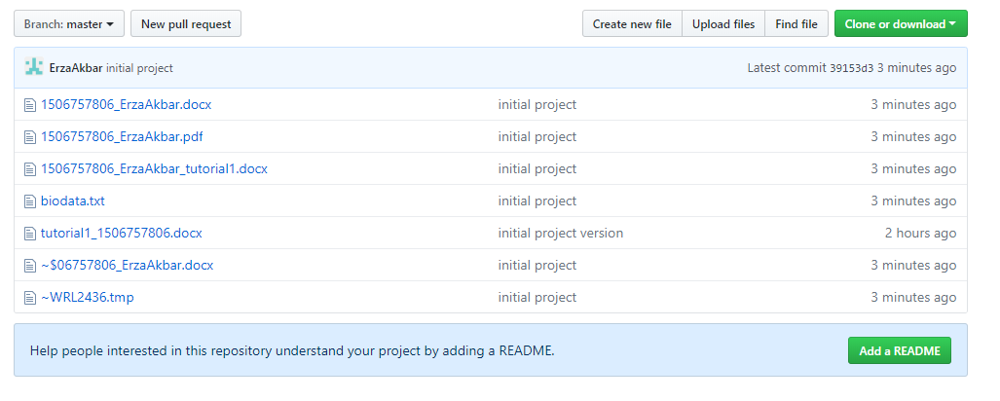 Branch: master New pull request Create new file Upload files Find file Clone or download
ErzaAkbar initial project Latest commit 39153d3 3 minutes ago
1506757806_ErzaAkbar.docx initial project 3 minutes ago
1506757806_ErzaAkbar.pdf initial project 3 minutes ago
1506757806_ErzaAkbar_tutorial1.docx initial project 3 minutes ago
biodata.txt initial project 3 minutes ago
tutorial1_1506757806.docx initial project version 2 hours ago
~$06757806_ErzaAkbar.docx initial project 3 minutes ago
~WRL2436.tmp initial project 3 minutes ago
Help people interested in this repository understand your project by adding a README. Add a README